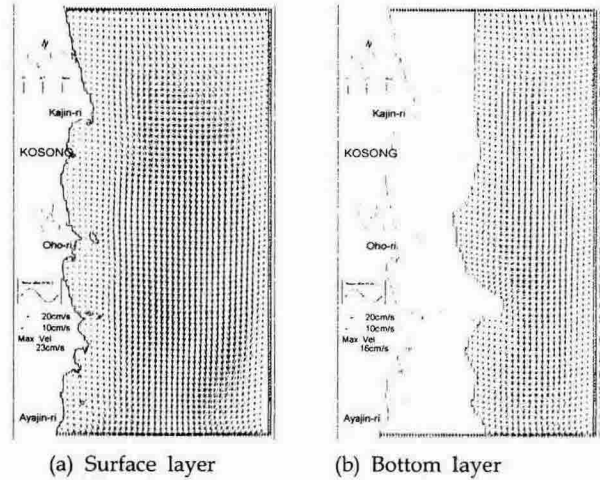 N
Kajin-ri
KOSONG
Oho-ri
20cm/s
10cm/s
Max Vel
23cm/s
Ayajin-ri
(a) Surface layer
N
Kajin-ri
KOSONG
Oho-ri
20cm/s
10cm/s
Max Vel
16cm/s
Ayajin-ri
(b) Bottom layer